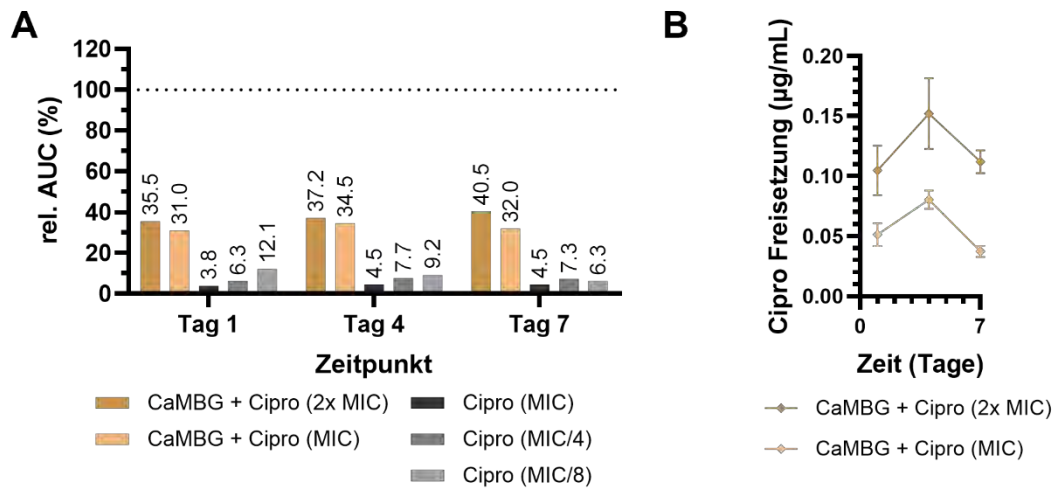 A
rel. AUC (%)
120
100
80
60
40
20
0
35.5
31.0
3.8
6.3
12.1
37.2
34.5
4.5
7.7
9.2
40.5
32.0
4.5
7.3
6.3
Tag 1
Tag 4
Tag 7
Zeitpunkt
CaMBG + Cipro (2x MIC)
CaMBG + Cipro (MIC)
Cipro (MIC)
Cipro (MIC/4)
Cipro (MIC/8)
B
Cipro Freisetzung (µg/mL)
0.20
0.15
0.10
0.05
0.00
0
7
Zeit (Tage)
CaMBG + Cipro (2x MIC)
CaMBG + Cipro (MIC)